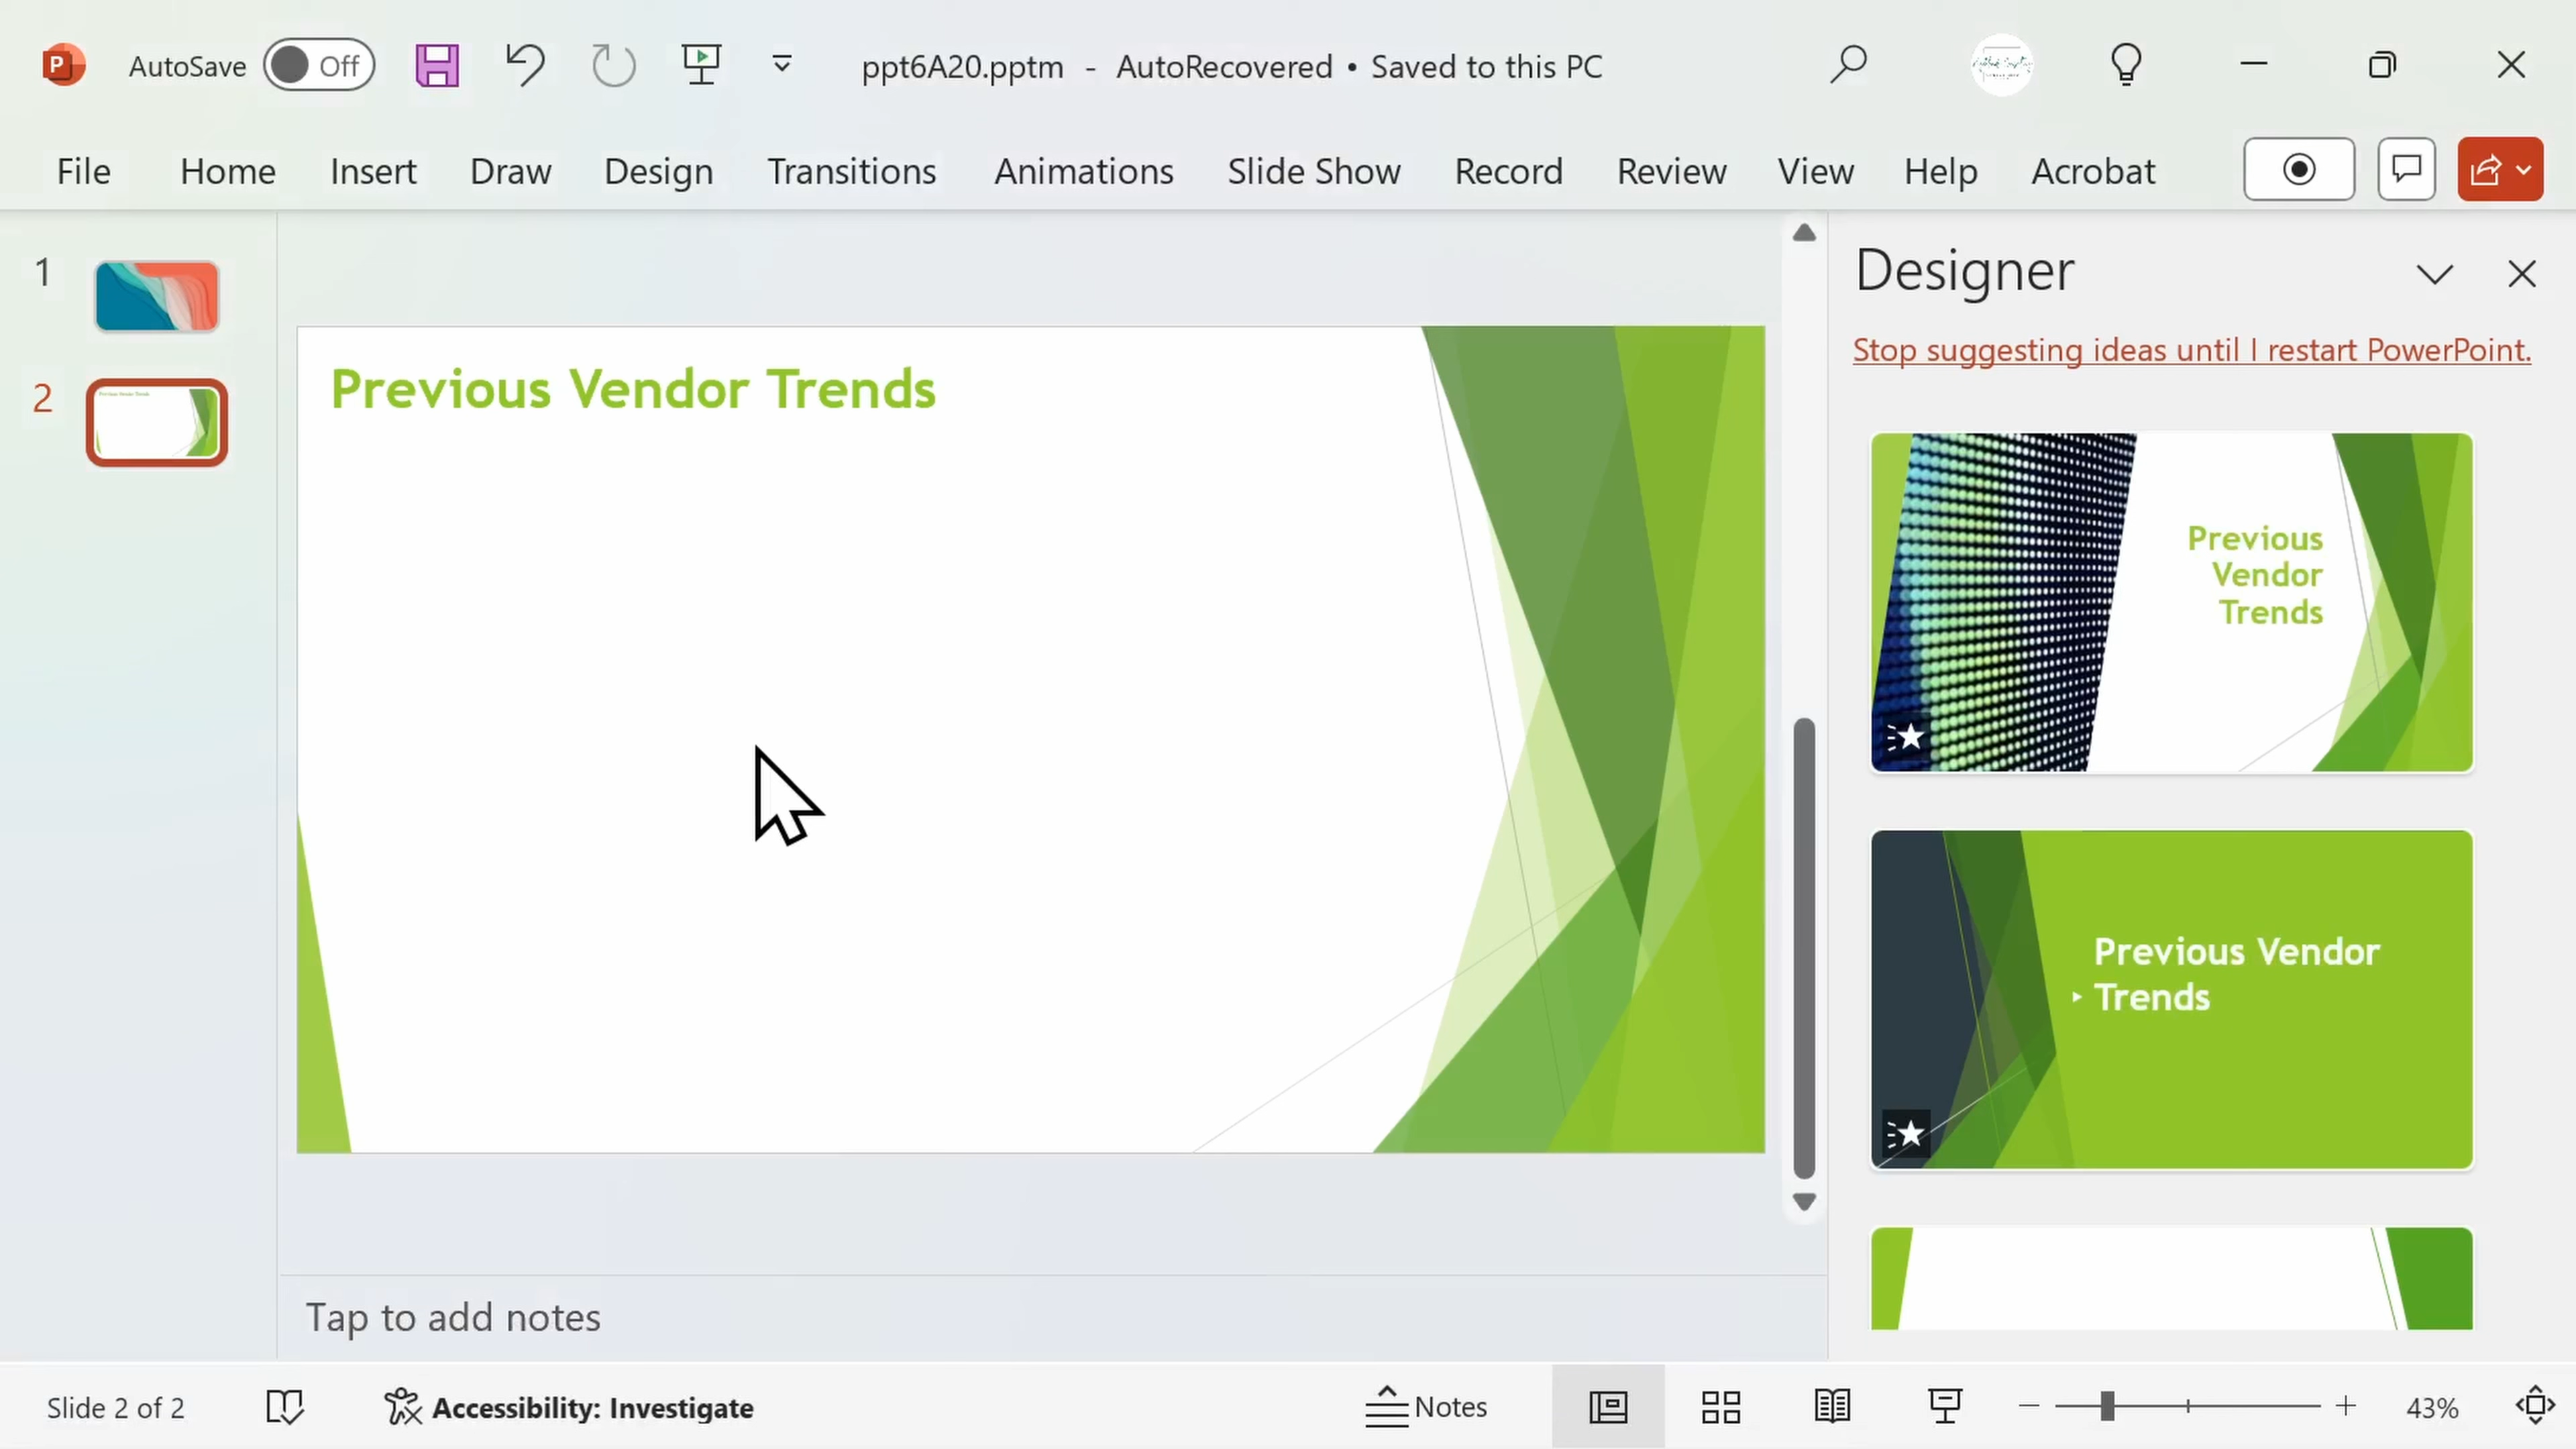 AutoSave Off ppt6A20.pptm - AutoRecovered • Saved to this PC
File Home Insert Draw Design Transitions Animations Slide Show Record Review View Help Acrobat
1
2
Previous Vendor Trends
Designer
Stop suggesting ideas until I restart PowerPoint.
Previous
Vendor
Trends
Previous Vendor
Trends
Tap to add notes
Slide 2 of 2 Accessibility: Investigate Notes 43%